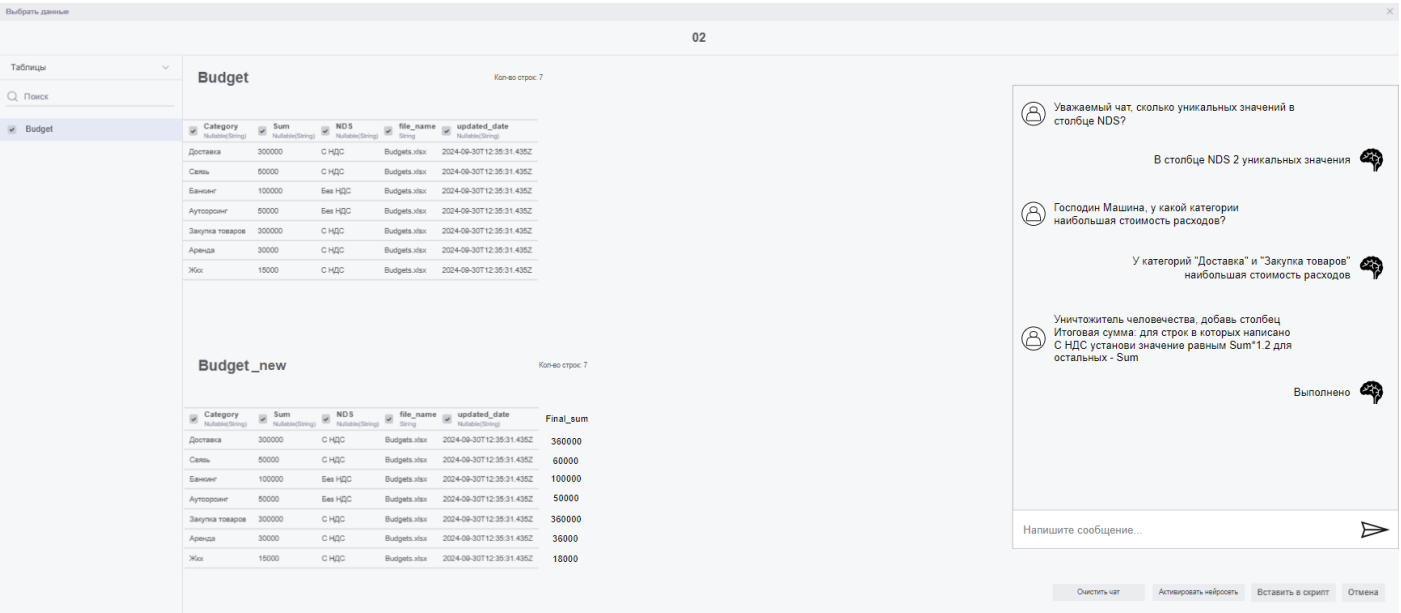 Выбрать данные
02
Таблицы
Поиск
Budget
Budget
Кол-во строк: 7
Category Sum NDS file_name updated_date
Nullable(String) Nullable(String) Nullable(String) String Nullable(String)
Доставка 300000 С НДС Budgets.xlsx 2024-09-30T12:35:31.435Z
Связь 50000 С НДС Budgets.xlsx 2024-09-30T12:35:31.435Z
Банкинг 100000 Без НДС Budgets.xlsx 2024-09-30T12:35:31.435Z
Аутсорсинг 50000 Без НДС Budgets.xlsx 2024-09-30T12:35:31.435Z
Закупка товаров 300000 С НДС Budgets.xlsx 2024-09-30T12:35:31.435Z
Аренда 30000 С НДС Budgets.xlsx 2024-09-30T12:35:31.435Z
Жкх 15000 С НДС Budgets.xlsx 2024-09-30T12:35:31.435Z
Budget_new
Кол-во строк: 7
Category Sum NDS file_name updated_date Final_sum
Nullable(String) Nullable(String) Nullable(String) String Nullable(String)
Доставка 300000 С НДС Budgets.xlsx 2024-09-30T12:35:31.435Z 360000
Связь 50000 С НДС Budgets.xlsx 2024-09-30T12:35:31.435Z 60000
Банкинг 100000 Без НДС Budgets.xlsx 2024-09-30T12:35:31.435Z 100000
Аутсорсинг 50000 Без НДС Budgets.xlsx 2024-09-30T12:35:31.435Z 50000
Закупка товаров 300000 С НДС Budgets.xlsx 2024-09-30T12:35:31.435Z 360000
Аренда 30000 С НДС Budgets.xlsx 2024-09-30T12:35:31.435Z 36000
Жкх 15000 С НДС Budgets.xlsx 2024-09-30T12:35:31.435Z 18000
Уважаемый чат, сколько уникальных значений в
столбце NDS?
В столбце NDS 2 уникальных значения
Господин Машина, у какой категории
наибольшая стоимость расходов?
У категорий "Доставка" и "Закупка товаров"
наибольшая стоимость расходов
Уничтожитель человечества, добавь столбец
Итоговая сумма: для строк в которых написано
С НДС установи значение равным Sum*1.2 для
остальных - Sum
Выполнено
Напишите сообщение...
Очистить чат
Активировать нейросеть
Вставить в скрипт
Отмена